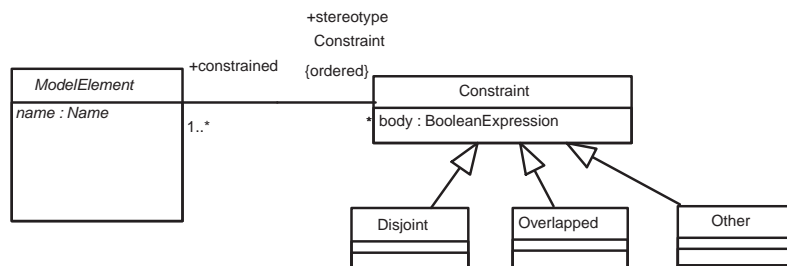 +stereotype
Constraint
{ordered}
+constrained
ModelElement
name : Name
1..*
*
Constraint
body : BooleanExpression
Disjoint
Overlapped
Other